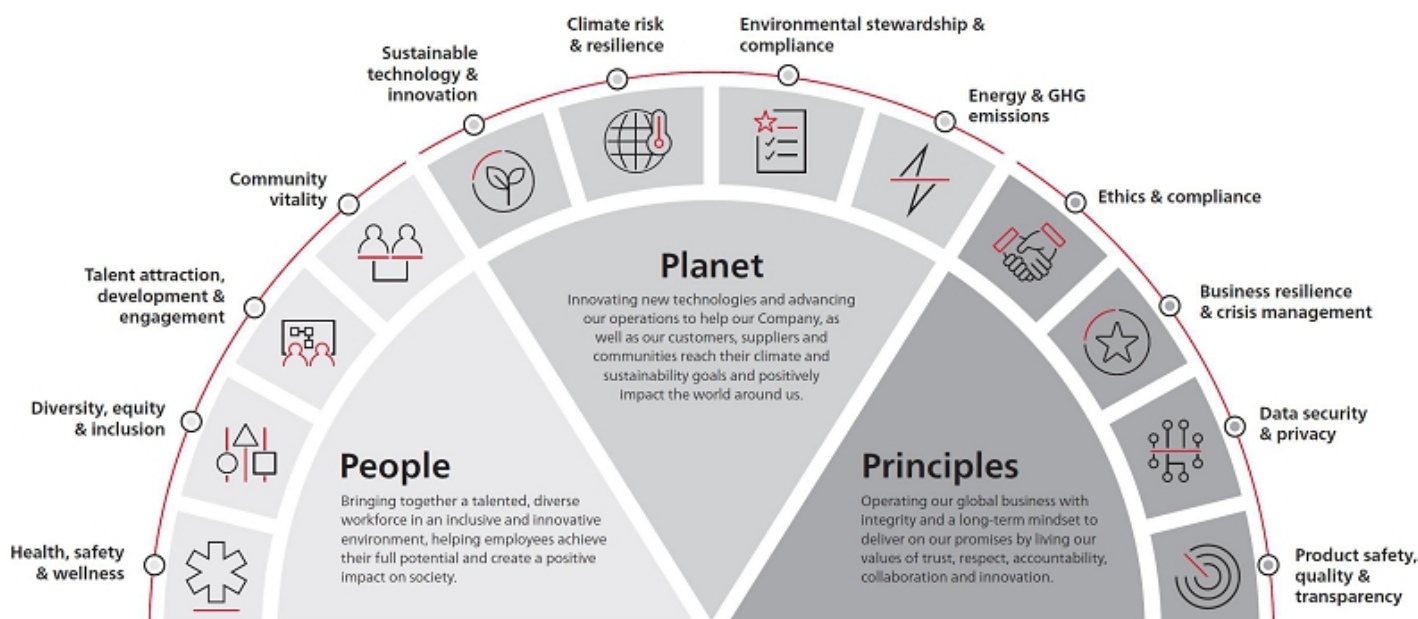 Climate risk
& resilience
Environmental stewardship &
compliance
Sustainable
technology &
innovation
Energy & GHG
emissions
Community
vitality
Ethics & compliance
Talent attraction,
development &
engagement
Business resilience
& crisis management
Diversity, equity
& inclusion
Data security
& privacy
Health, safety
& wellness
Product safety,
quality &
transparency
Planet
Innovating new technologies and advancing
our operations to help our Company, as
well as our customers, suppliers and
communities reach their climate and
sustainability goals and positively
impact the world around us.
People
Bringing together a talented, diverse
workforce in an inclusive and innovative
environment, helping employees achieve
their full potential and create a positive
impact on society.
Principles
Operating our global business with
integrity and a long-term mindset to
deliver on our promises by living our
values of trust, respect, accountability,
collaboration and innovation.